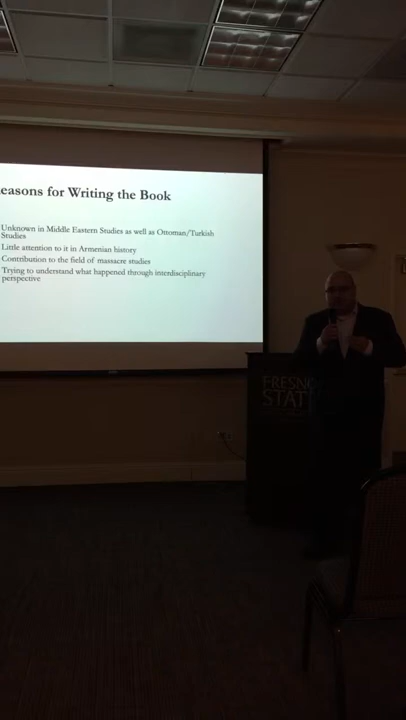 easons for Writing the Book
Unknown in Middle Eastern Studies as well as Ottoman/Turkish
Studies
Little attention to it in Armenian history
Contribution to the field of massacre studies
Trying to understand what happened through interdisciplinary
perspective
FRESNO
STATE